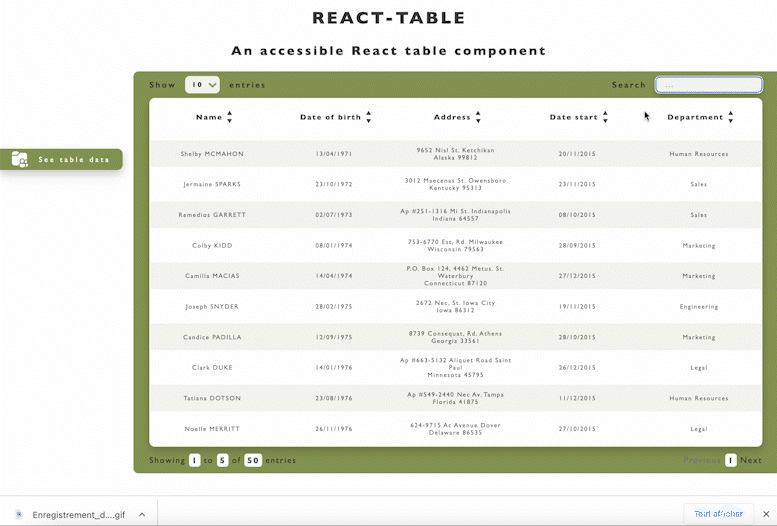 REACT-TABLE
An accessible React table component
Show 10 entries Search ...
Name Date of birth Address Date start Department
See table data
Shelby MCMAHON 13/04/1971 9652 Nisl St. Ketchikan Alaska 99812 20/11/2015 Human Resources
Jermaine SPARKS 23/10/1972 3012 Maecenas St. Owensboro Kentucky 95313 23/11/2015 Sales
Remedios GARRETT 02/07/1973 Ap #251-1316 Mi St. Indianapolis Indiana 64557 08/10/2015 Sales
Colby KIDD 08/01/1974 753-6770 Est, Rd. Milwaukee Wisconsin 79563 28/09/2015 Marketing
Camilla MACIAS 14/04/1974 P.O. Box 124, 4462 Metus. St. Waterbury Connecticut 87120 27/12/2015 Marketing
Joseph SNYDER 28/02/1975 2672 Nec, St. Iowa City Iowa 86312 19/11/2015 Engineering
Candice PADILLA 12/09/1975 8739 Consequat, Rd. Athens Georgia 33561 28/10/2015 Marketing
Clark DUKE 14/01/1976 Ap #663-5132 Aliquet Road Saint Paul Minnesota 45795 26/12/2015 Legal
Tatiana DOTSON 23/08/1976 Ap #549-2440 Nec Av. Tampa Florida 41875 11/12/2015 Human Resources
Noelle MERRITT 26/11/1976 624-9715 Ac Avenue Dover Delaware 86535 27/10/2015 Legal
Showing 1 to 5 of 50 entries Previous 1 Next
Enregistrement_d....gif Tout afficher